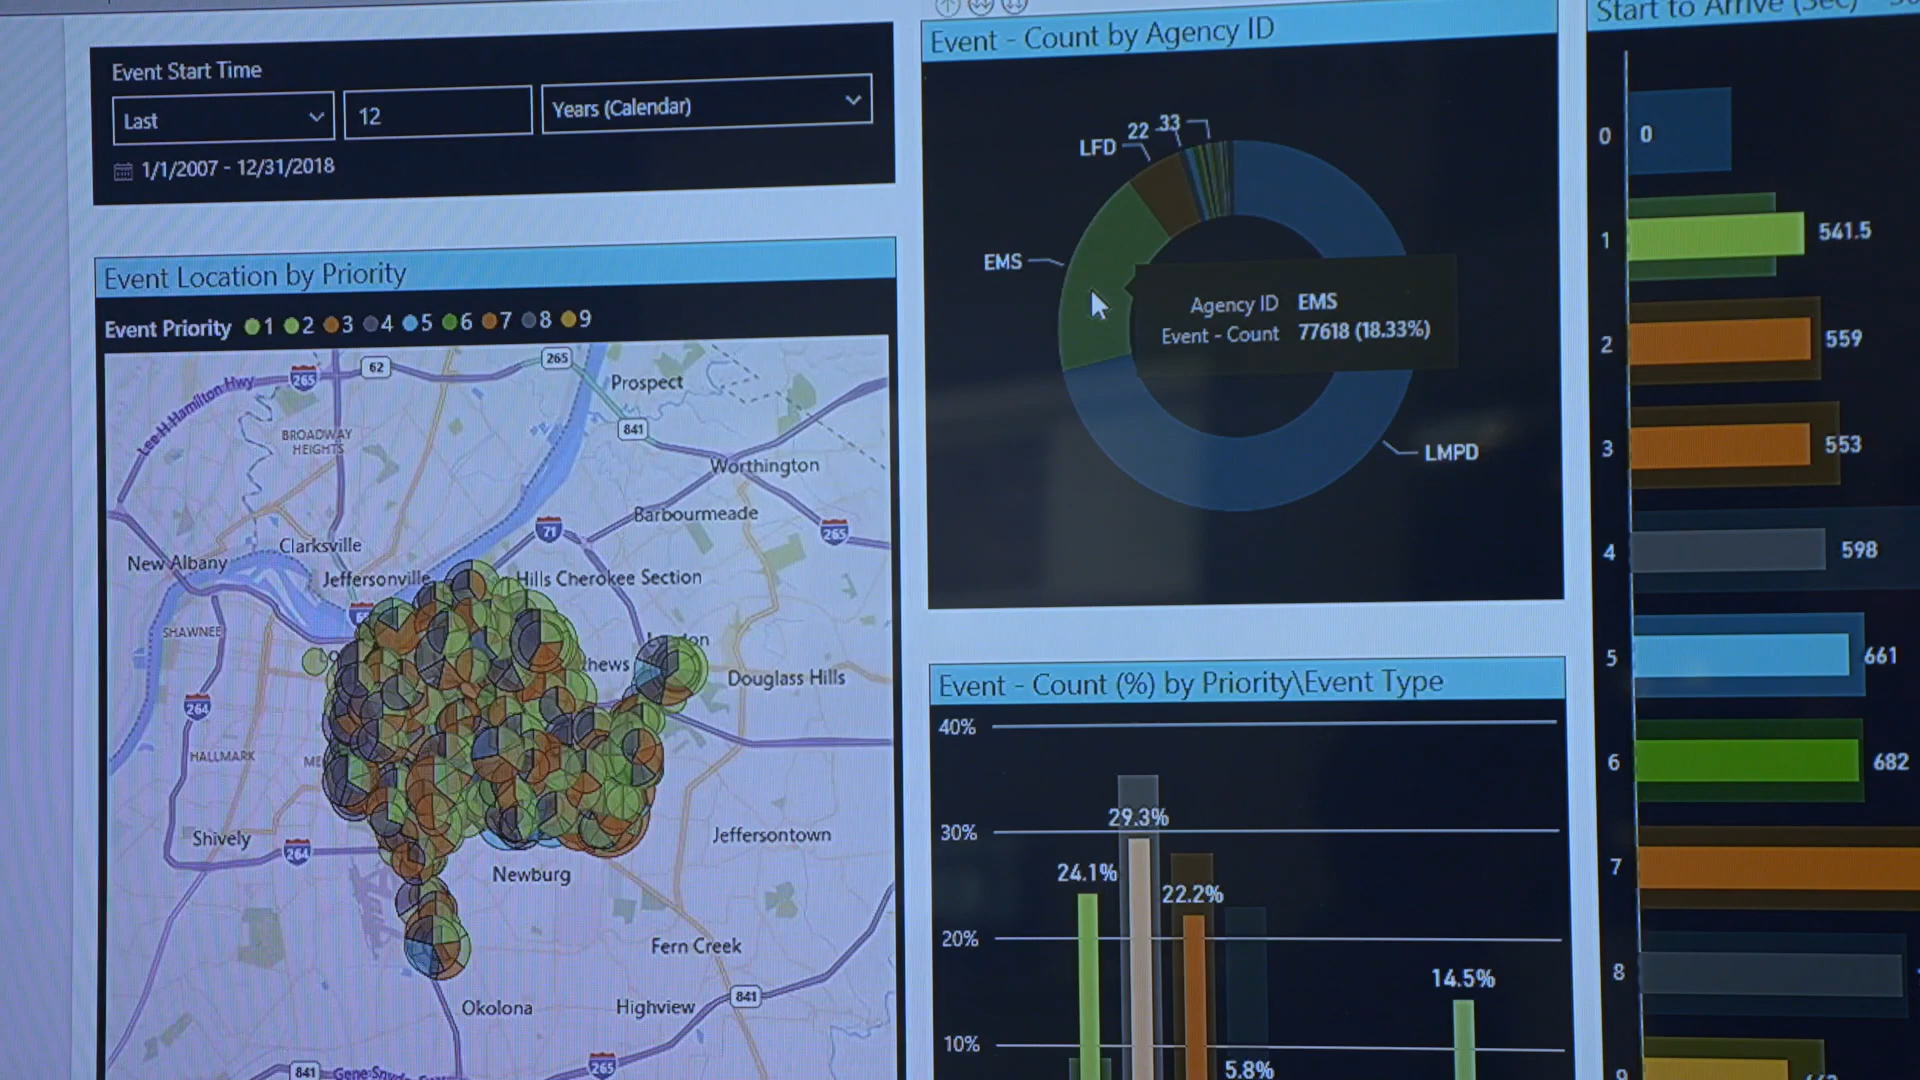 Event Start Time
Last
12
Years (Calendar)
1/1/2007 - 12/31/2018
Event Location by Priority
Event Priority 1 2 3 4 5 6 7 8 9
265
62
265
Prospect
Lee H Hamilton Hwy
841
BROADWAY
HEIGHTS
Worthington
Barbourmeade
71
265
Clarksville
New Albany
Jeffersonville
Hills Cherokee Section
SHAWNEE
Douglass Hills
264
HALLMARK
Shively
264
Jeffersontown
Newburg
Fern Creek
Okolona
Highview
841
841
265
Event - Count by Agency ID
LFD
22
33
EMS
Agency ID EMS
Event - Count 77618 (18.33%)
LMPD
Event - Count (%) by Priority\Event Type
40%
30%
20%
10%
24.1%
29.3%
22.2%
5.8%
14.5%
Start to Arrive (Sec)
0 0
1 541.5
2 559
3 553
4 598
5 661
6 682
7
8
9